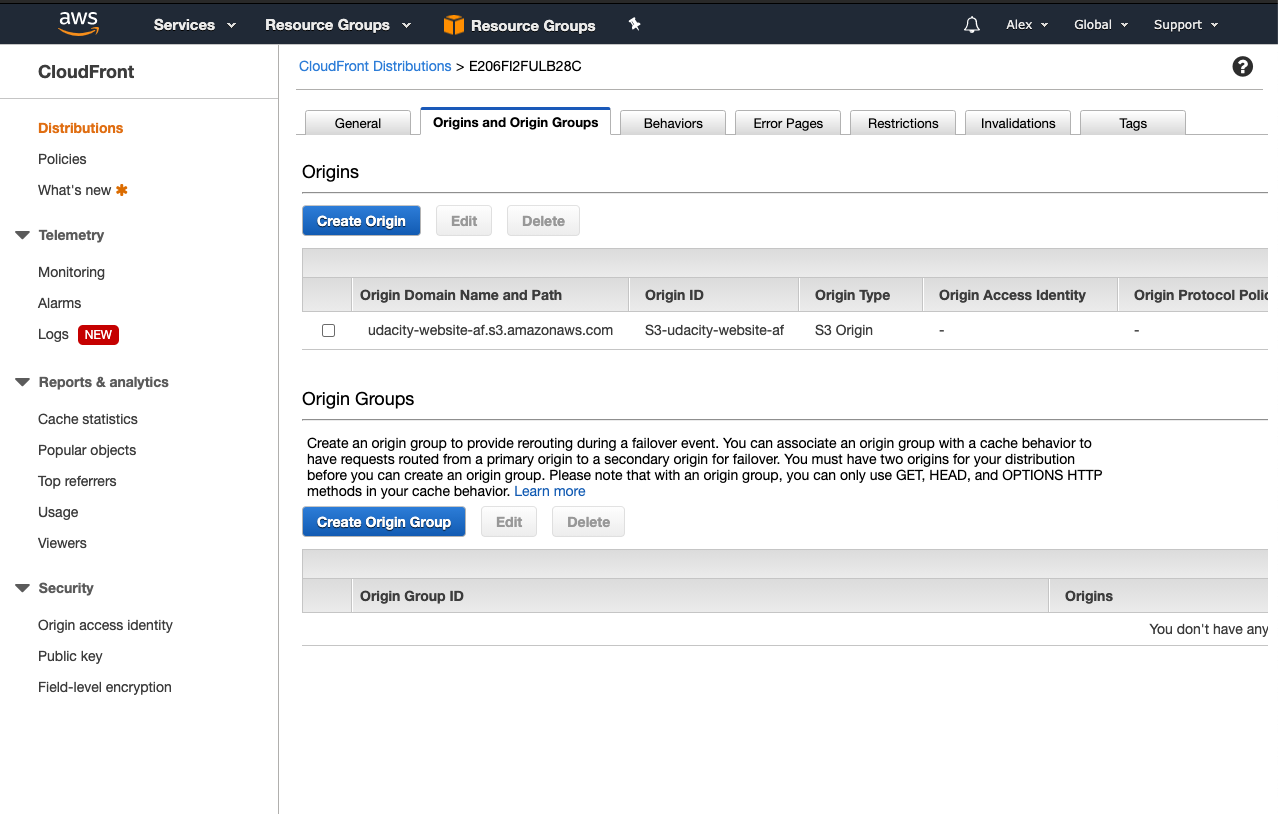 aws Services Resource Groups Resource Groups Alex Global Support
CloudFront
Distributions
Policies
What's new
Telemetry
Monitoring
Alarms
Logs NEW
Reports & analytics
Cache statistics
Popular objects
Top referrers
Usage
Viewers
Security
Origin access identity
Public key
Field-level encryption
CloudFront Distributions > E206FI2FULB28C
General Origins and Origin Groups Behaviors Error Pages Restrictions Invalidations Tags
Origins
Create Origin Edit Delete
Origin Domain Name and Path Origin ID Origin Type Origin Access Identity Origin Protocol Polic
udacity-website-af.s3.amazonaws.com S3-udacity-website-af S3 Origin - -
Origin Groups
Create an origin group to provide rerouting during a failover event. You can associate an origin group with a cache behavior to
have requests routed from a primary origin to a secondary origin for failover. You must have two origins for your distribution
before you can create an origin group. Please note that with an origin group, you can only use GET, HEAD, and OPTIONS HTTP
methods in your cache behavior. Learn more
Create Origin Group Edit Delete
Origin Group ID Origins
You don't have any